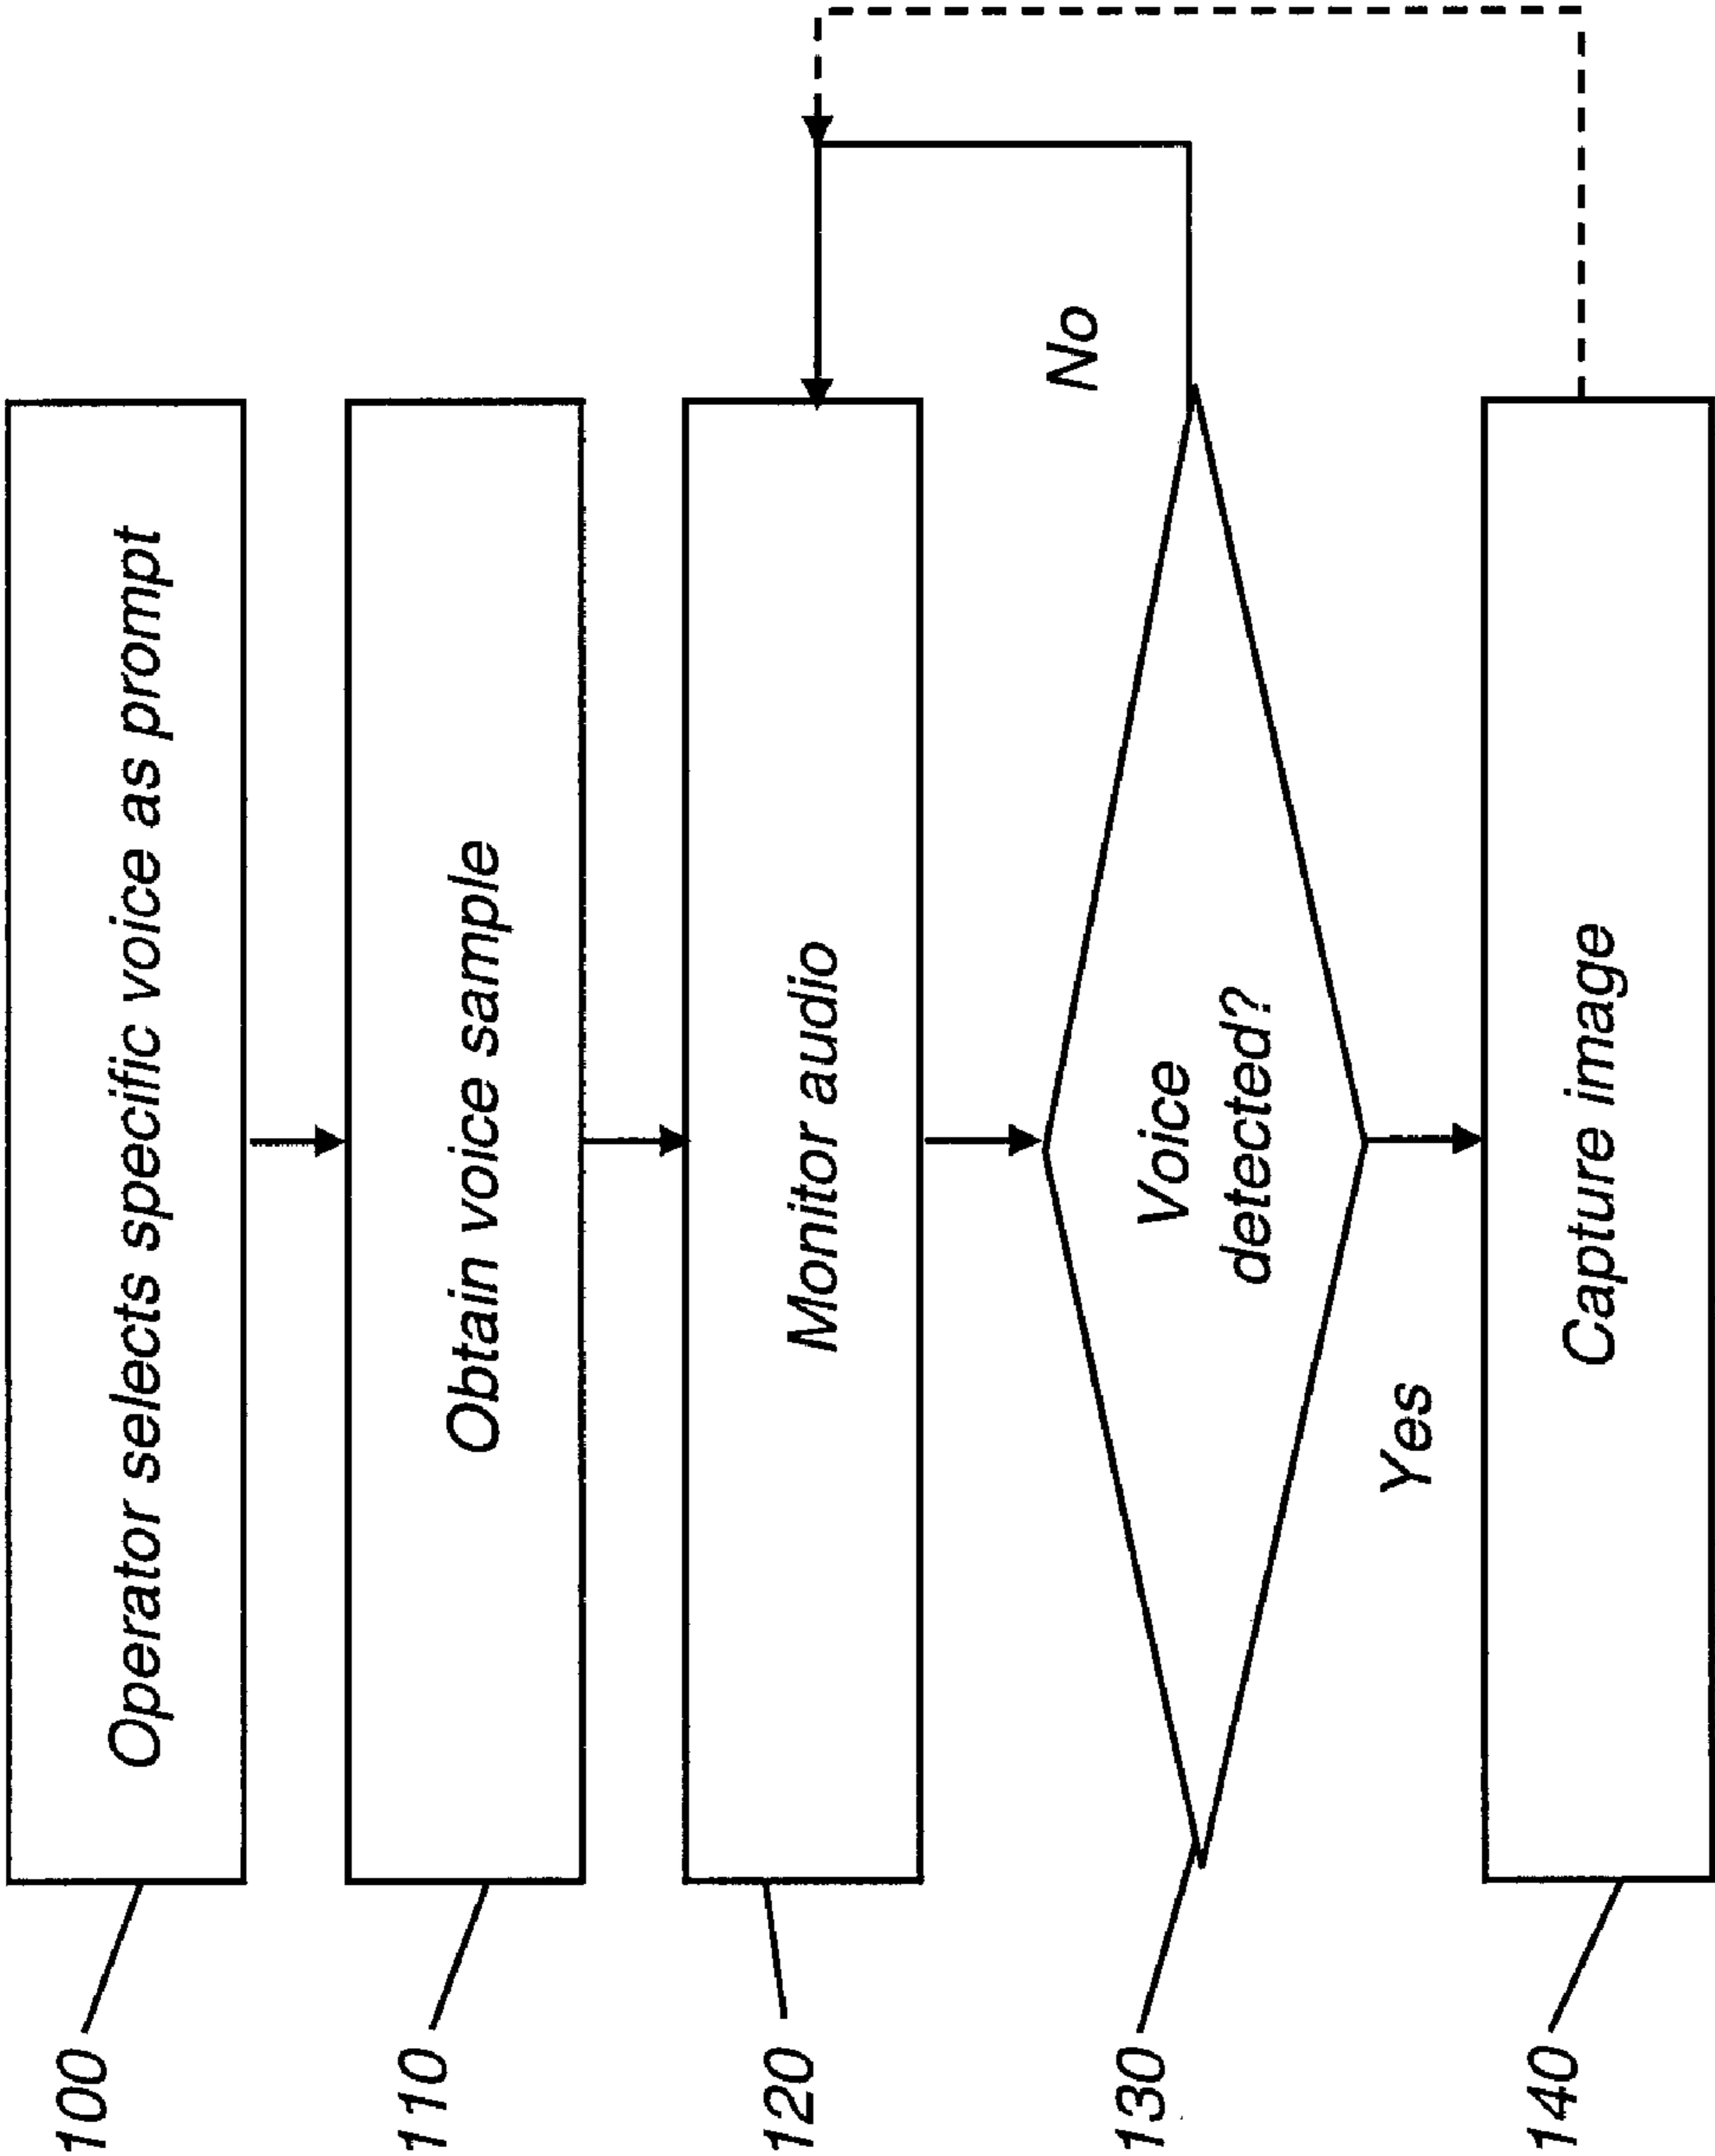 100
Operator selects specific voice as prompt
110
Obtain voice sample
120
Monitor audio
130
Voice
detected?
No
Yes
140
Capture image